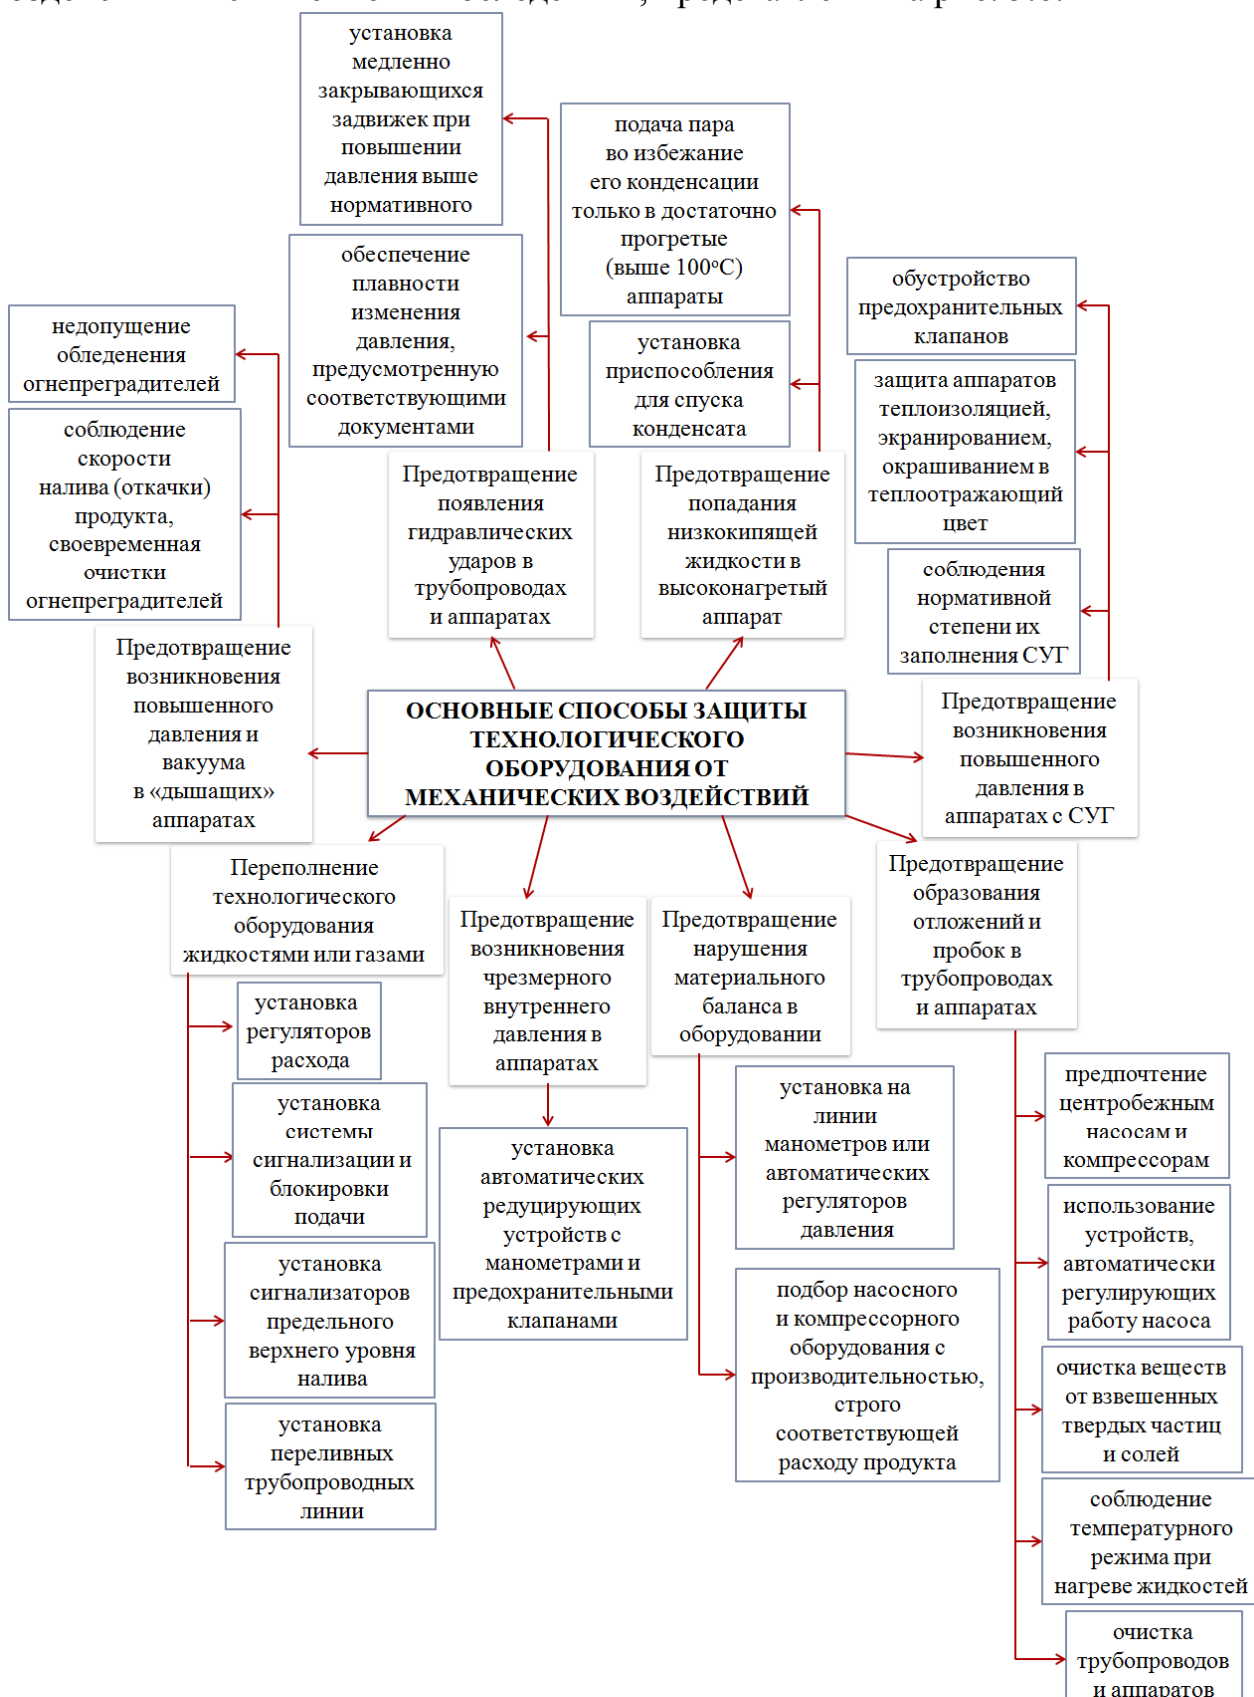 установка
медленно
закрывающихся
задвижек при
повышении
давления выше
нормативного
подача пара
во избежание
его конденсации
только в достаточно
прогретые
(выше 100°С)
аппараты
обеспечение
плавности
изменения
давления,
предусмотренную
соответствующими
документами
обустройство
предохранительных
клапанов
недопущение
обледенения
огнепреградителей
установка
приспособления
для спуска
конденсата
защита аппаратов
теплоизоляцией,
экранированием,
окрашиванием в
теплоотражающий
цвет
соблюдение
скорости
налива (откачки)
продукта,
своевременная
очистки
огнепреградителей
Предотвращение
появления
гидравлических
ударов в
трубопроводах
и аппаратах
Предотвращение
попадания
низкокипящей
жидкости в
высоконагретый
аппарат
соблюдения
нормативной
степени их
заполнения СУГ
Предотвращение
возникновения
повышенного
давления и
вакуума
в «дышащих»
аппаратах
ОСНОВНЫЕ СПОСОБЫ ЗАЩИТЫ
ТЕХНОЛОГИЧЕСКОГО
ОБОРУДОВАНИЯ ОТ
МЕХАНИЧЕСКИХ ВОЗДЕЙСТВИЙ
Предотвращение
возникновения
повышенного
давления в
аппаратах с СУГ
Переполнение
технологического
оборудования
жидкостями или газами
Предотвращение
возникновения
чрезмерного
внутреннего
давления в
аппаратах
Предотвращение
нарушения
материального
баланса в
оборудовании
Предотвращение
образования
отложений и
пробок в
трубопроводах
и аппаратах
установка
регуляторов
расхода
установка
системы
сигнализации и
блокировки
подачи
установка
сигнализаторов
предельного
верхнего уровня
налива
установка
переливных
трубопроводных
линии
установка
автоматических
редуцирующих
устройств с
манометрами и
предохранительными
клапанами
установка на
линии
манометров или
автоматических
регуляторов
давления
подбор насосного
и компрессорного
оборудования с
производительностью,
строго
соответствующей
расходу продукта
предпочтение
центробежным
насосам и
компрессорам
использование
устройств,
автоматически
регулирующих
работу насоса
очистка веществ
от взвешенных
твердых частиц
и солей
соблюдение
температурного
режима при
нагреве жидкостей
очистка
трубопроводов
и аппаратов